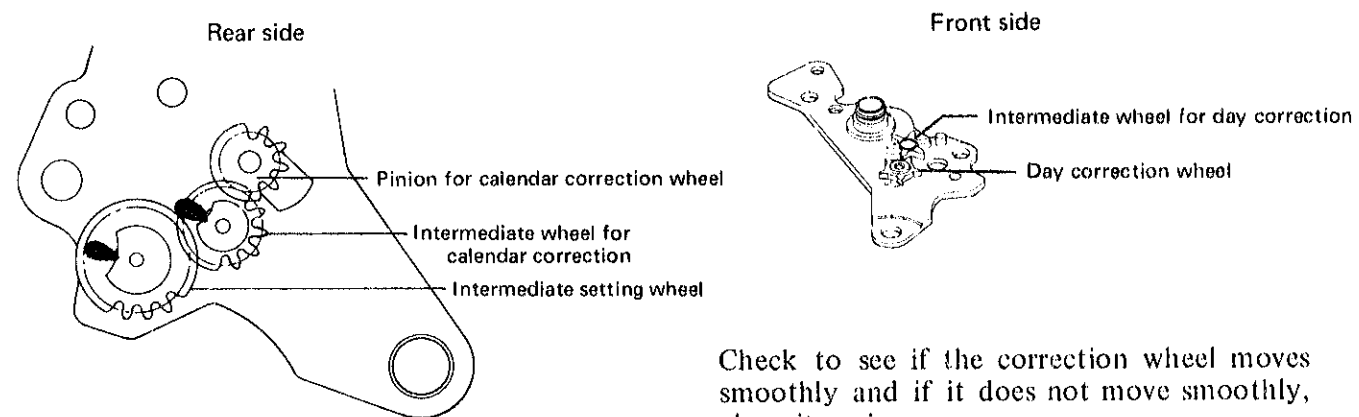 Rear side
Pinion for calendar correction wheel
Intermediate wheel for
calendar correction
Intermediate setting wheel
Front side
Intermediate wheel for day correction
Day correction wheel
Check to see if the correction wheel moves
smoothly and if it does not move smoothly,